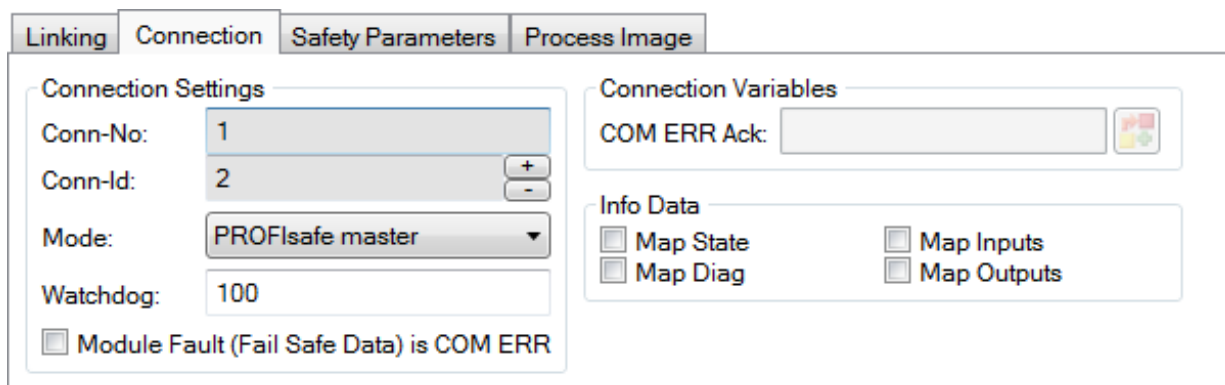 Linking Connection Safety Parameters Process Image
Connection Settings
Conn-No: 1
Conn-Id: 2
+
-
Mode: PROFIsafe master
Watchdog: 100
Module Fault (Fail Safe Data) is COM ERR
Connection Variables
COM ERR Ack:
Info Data
Map State Map Inputs
Map Diag Map Outputs